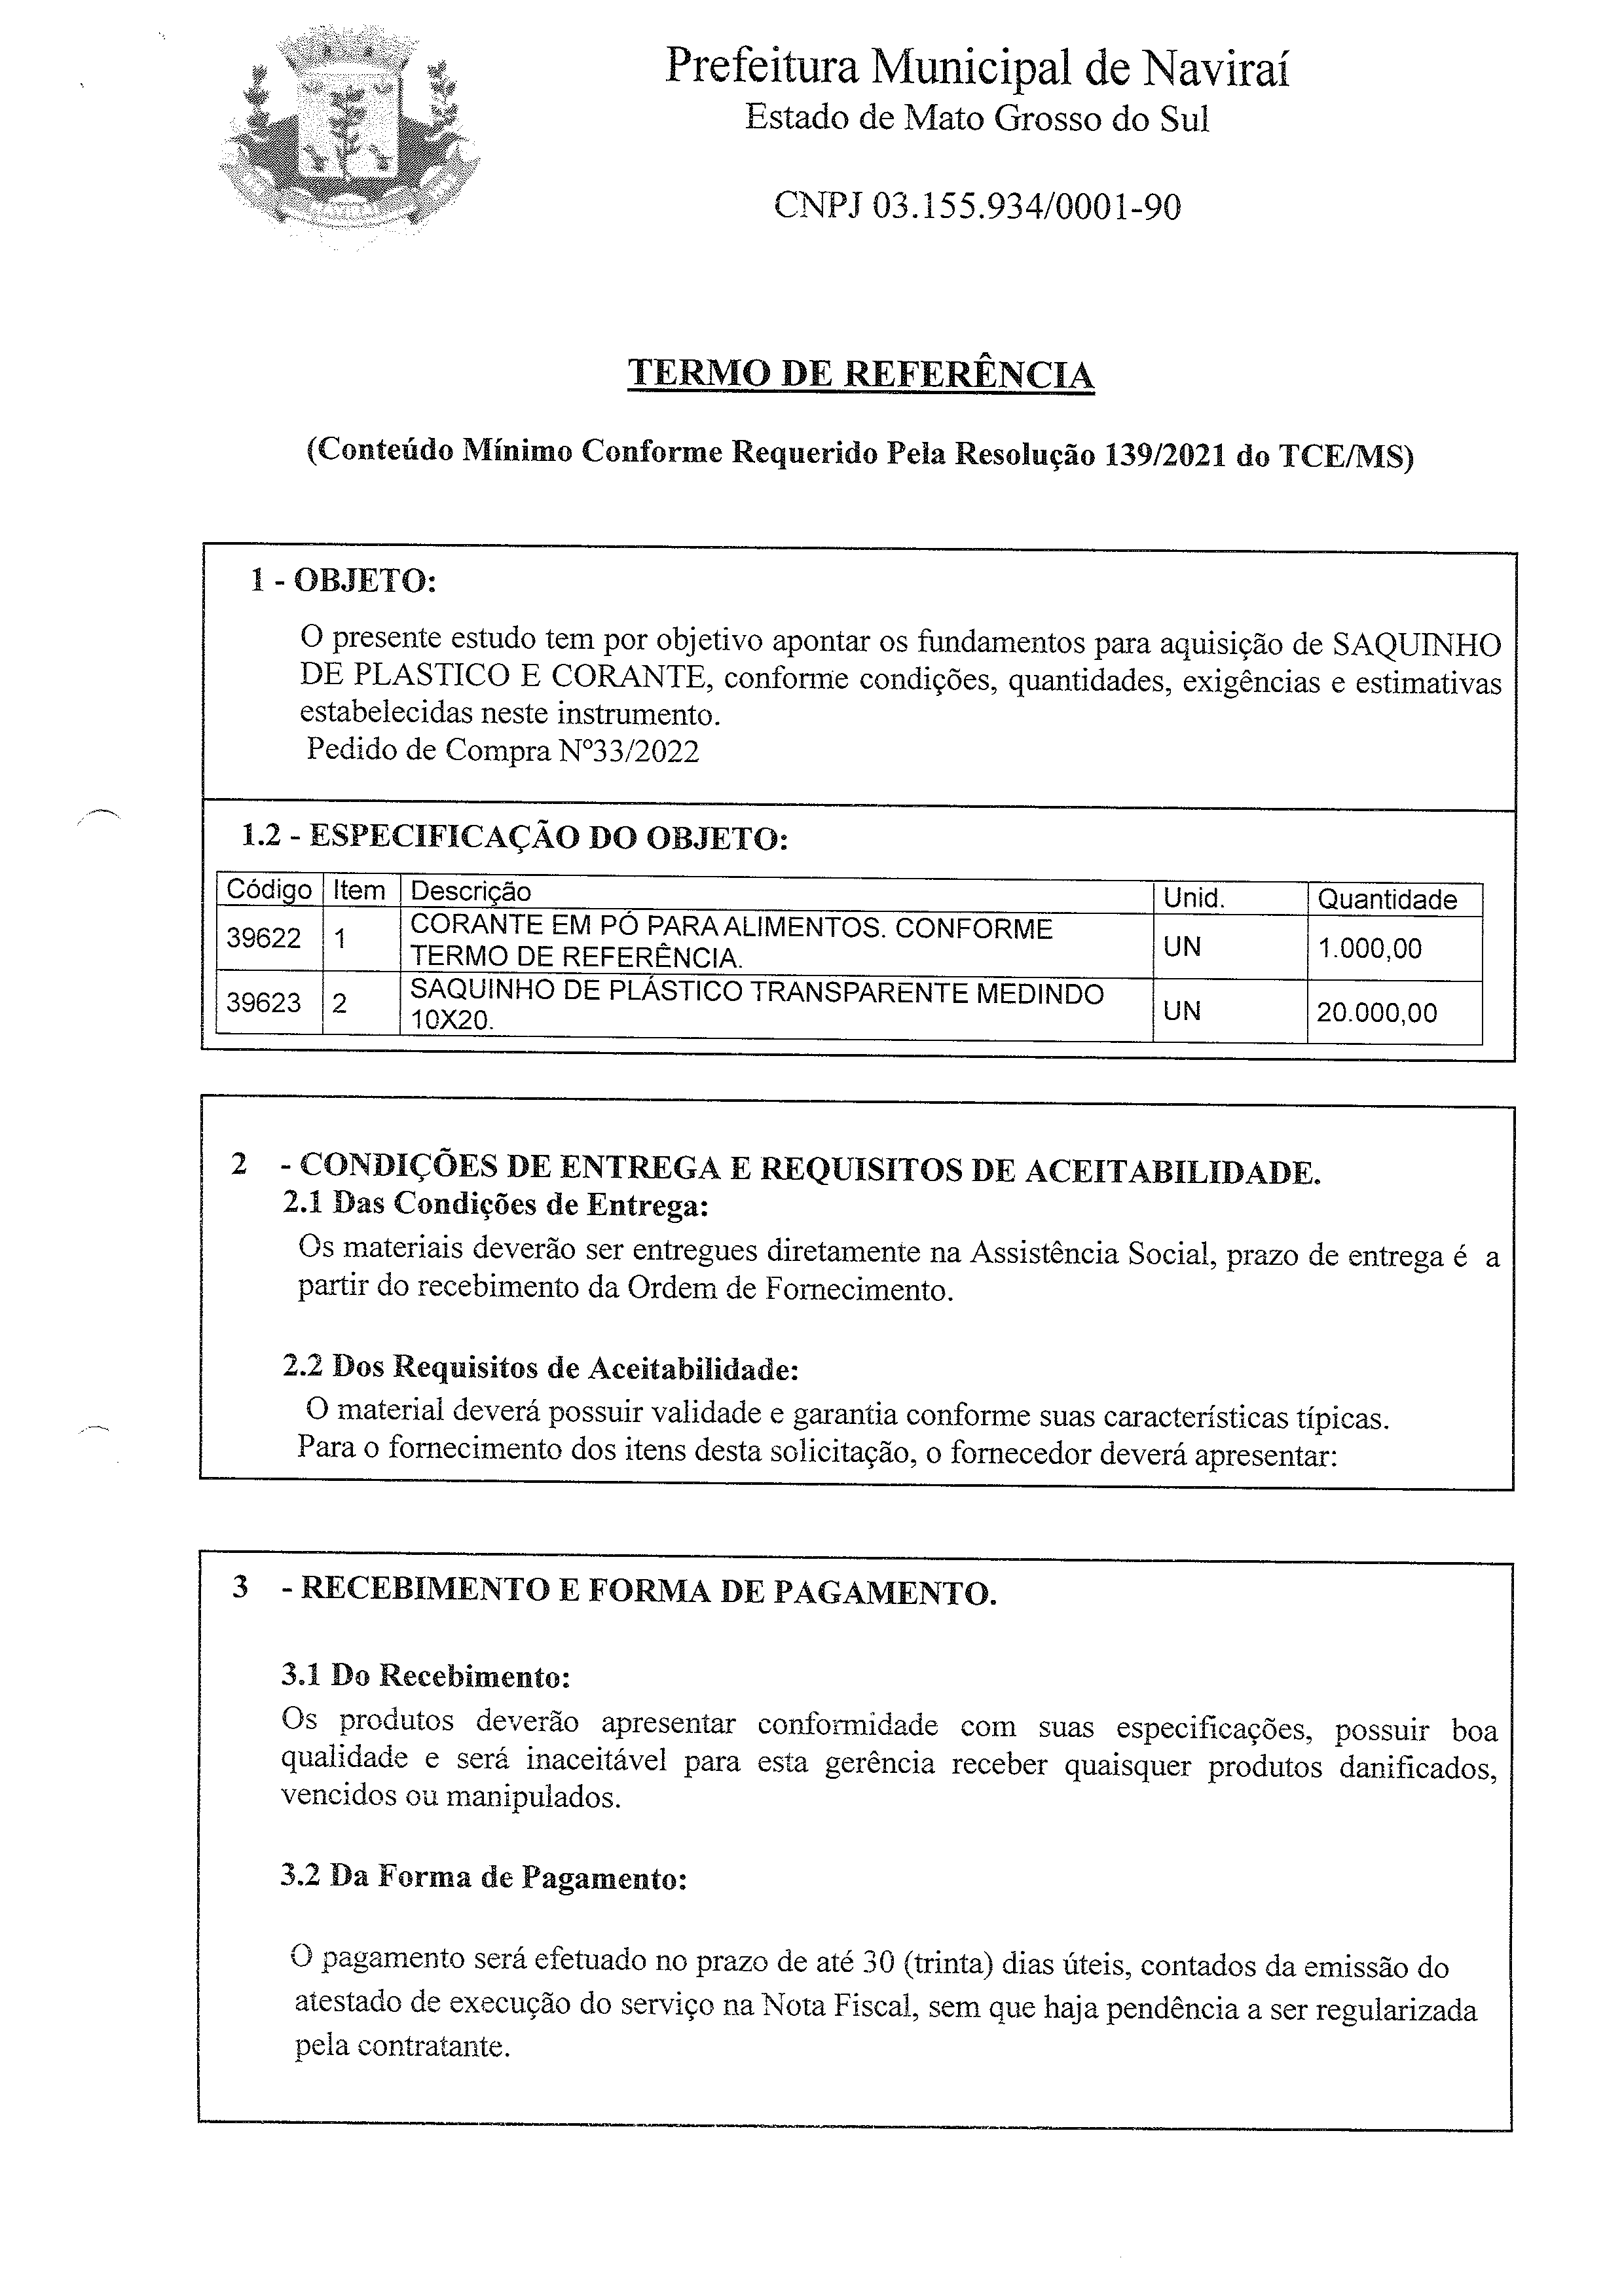 Prefeitura Municipal de Naviraí
Estado de Mato Grosso do Sul
CNPJ 03.155.934/0001-90
TERMO DE REFERÊNCIA
(Conteúdo Mínimo Conforme Requerido Pela Resolução 139/2021 do TCE/MS)
1 - OBJETO:
O presente estudo tem por objetivo apontar os fundamentos para aquisição de SAQUINHO
DE PLASTICO E CORANTE, conforme condições, quantidades, exigências e estimativas
estabelecidas neste instrumento.
Pedido de Compra Nº33/2022
1.2 - ESPECIFICAÇÃO DO OBJETO:
Código Item Descrição Unid. Quantidade
39622 1 CORANTE EM PÓ PARA ALIMENTOS. CONFORME
TERMO DE REFERÊNCIA. UN 1.000,00
39623 2 SAQUINHO DE PLÁSTICO TRANSPARENTE MEDINDO
10X20. UN 20.000,00
2 - CONDIÇÕES DE ENTREGA E REQUISITOS DE ACEITABILIDADE.
2.1 Das Condições de Entrega:
Os materiais deverão ser entregues diretamente na Assistência Social, prazo de entrega é a
partir do recebimento da Ordem de Fornecimento.
2.2 Dos Requisitos de Aceitabilidade:
O material deverá possuir validade e garantia conforme suas características típicas.
Para o fornecimento dos itens desta solicitação, o fornecedor deverá apresentar:
3 - RECEBIMENTO E FORMA DE PAGAMENTO.
3.1 Do Recebimento:
Os produtos deverão apresentar conformidade com suas especificações, possuir boa
qualidade e será inaceitável para esta gerência receber quaisquer produtos danificados,
vencidos ou manipulados.
3.2 Da Forma de Pagamento:
O pagamento será efetuado no prazo de até 30 (trinta) dias úteis, contados da emissão do
atestado de execução do serviço na Nota Fiscal, sem que haja pendência a ser regularizada
pela contratante.